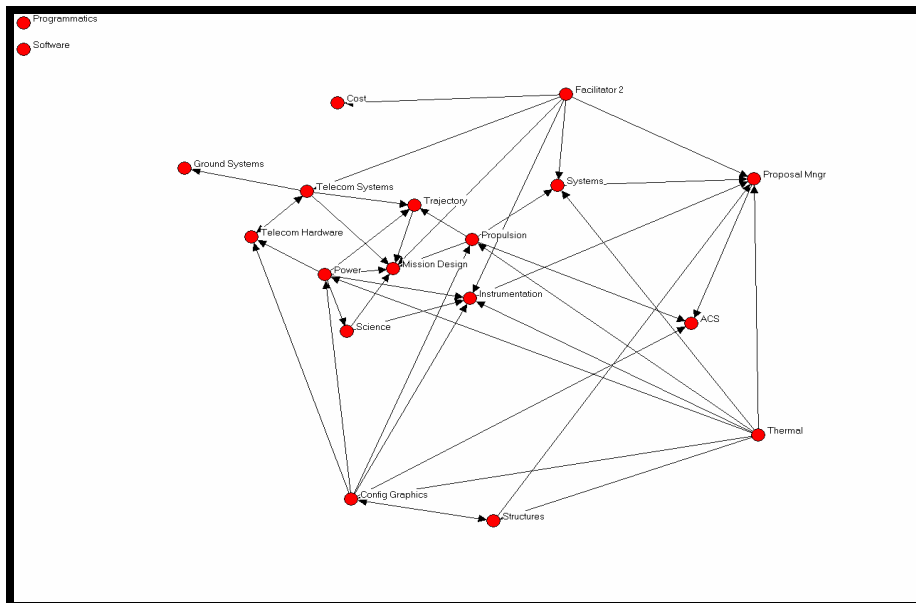 Programmatics
Software
Facilitator 2
Cost
Ground Systems
Proposal Mngr
Systems
Telecom Systems
Trajectory
Telecom Hardware
Propulsion
Mission Design
Power
Instrumentation
ACS
Science
Thermal
Config Graphics
Structures